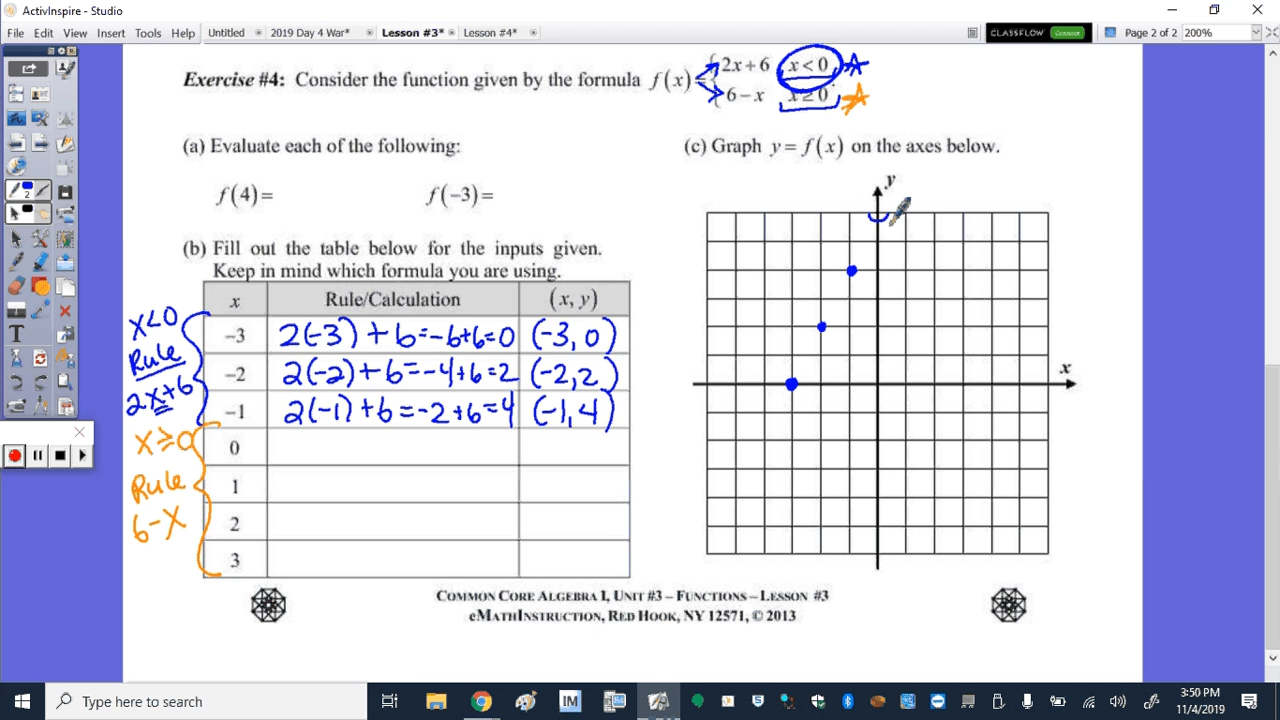 ActivInspire - Studio
File Edit View Insert Tools Help Untitled 2019 Day 4 War* Lesson #3* Lesson #4* CLASSFLOW Connect Page 2 of 2 200%
Exercise #4: Consider the function given by the formula f(x) = { 2x + 6 x < 0
6 − x x ≥ 0.
(a) Evaluate each of the following:
f(4) = f(−3) =
(b) Fill out the table below for the inputs given.
Keep in mind which formula you are using.
x Rule/Calculation (x, y)
−3 2(-3) + 6 = -6+6=0 (-3, 0)
−2 2(-2)+6=-4+6=2 (-2,2)
−1 2(-1)+6=-2+6=4 (-1,4)
0
1
2
3
x<0
Rule
2x+6
x≥0
Rule
6-x
(c) Graph y = f(x) on the axes below.
y
x
COMMON CORE ALGEBRA I, UNIT #3 – FUNCTIONS – LESSON #3
eMATHINSTRUCTION, RED HOOK, NY 12571, © 2013
2
T
Type here to search
IM
3:50 PM
11/4/2019